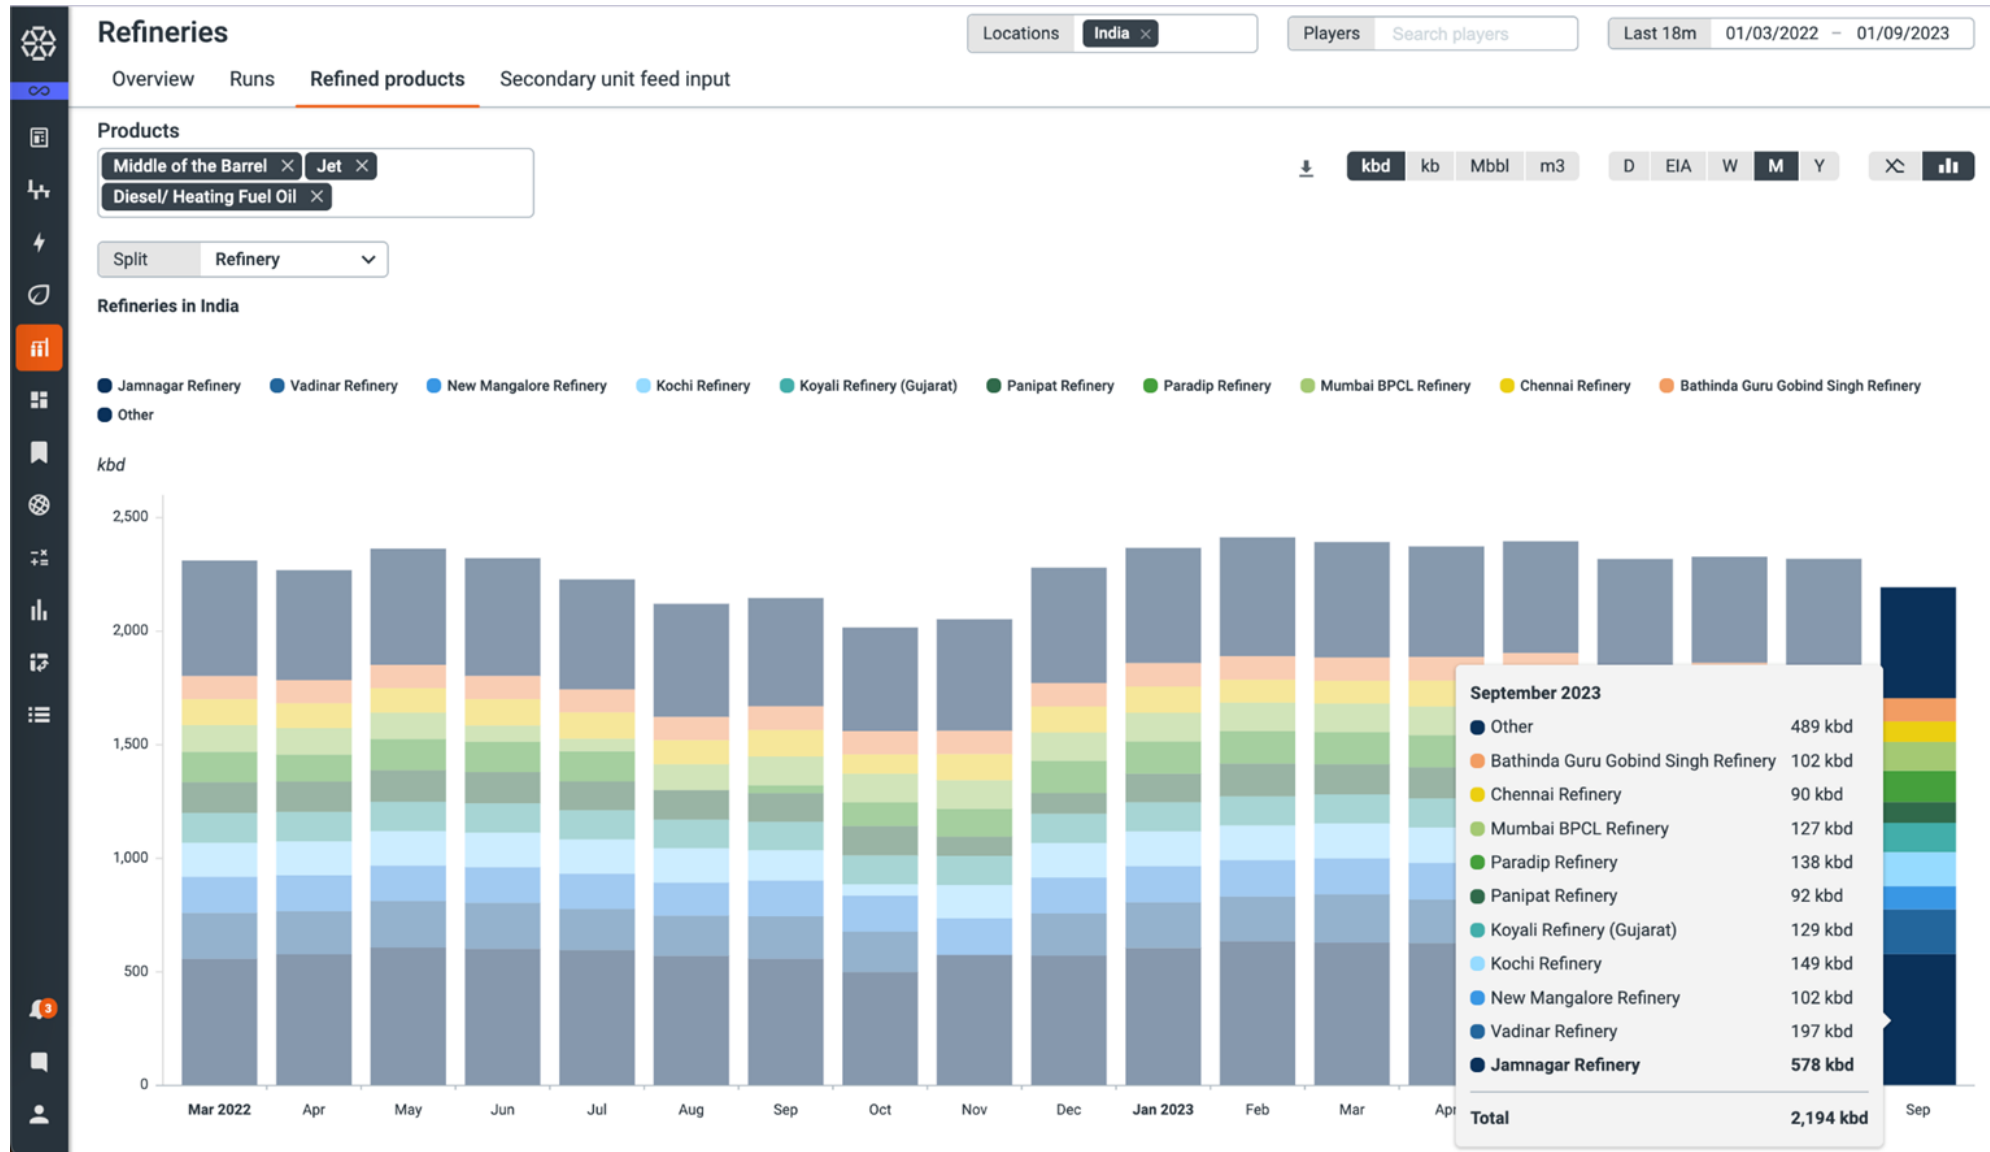 Refineries
Locations India ×
Players Search players
Last 18m 01/03/2022 – 01/09/2023
Overview Runs Refined products Secondary unit feed input
Products
Middle of the Barrel × Jet ×
Diesel/ Heating Fuel Oil ×
kbd kb Mbbl m3 D EIA W M Y
Split Refinery
Refineries in India
Jamnagar Refinery Vadinar Refinery New Mangalore Refinery Kochi Refinery Koyali Refinery (Gujarat) Panipat Refinery Paradip Refinery Mumbai BPCL Refinery Chennai Refinery Bathinda Guru Gobind Singh Refinery
Other
kbd
2,500
2,000
1,500
1,000
500
0
Mar 2022 Apr May Jun Jul Aug Sep Oct Nov Dec Jan 2023 Feb Mar Apr Sep
September 2023
Other 489 kbd
Bathinda Guru Gobind Singh Refinery 102 kbd
Chennai Refinery 90 kbd
Mumbai BPCL Refinery 127 kbd
Paradip Refinery 138 kbd
Panipat Refinery 92 kbd
Koyali Refinery (Gujarat) 129 kbd
Kochi Refinery 149 kbd
New Mangalore Refinery 102 kbd
Vadinar Refinery 197 kbd
Jamnagar Refinery 578 kbd
Total 2,194 kbd
3